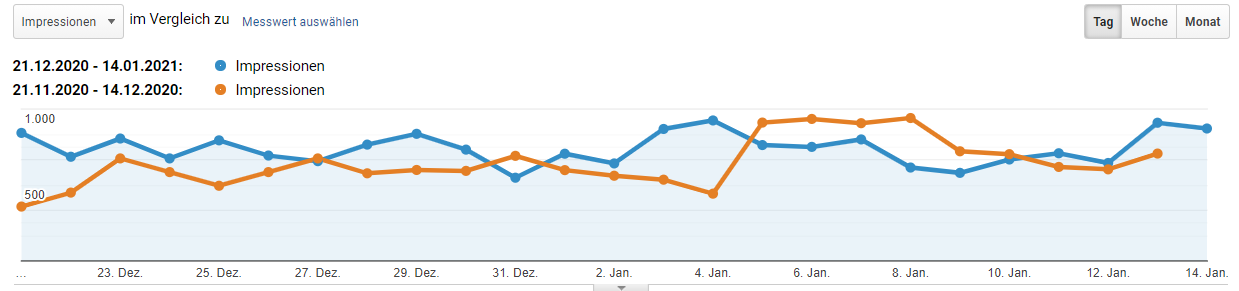 Impressionen im Vergleich zu Messwert auswählen Tag Woche Monat
21.12.2020 - 14.01.2021: Impressionen
21.11.2020 - 14.12.2020: Impressionen
1.000
500
... 23. Dez. 25. Dez. 27. Dez. 29. Dez. 31. Dez. 2. Jan. 4. Jan. 6. Jan. 8. Jan. 10. Jan. 12. Jan. 14. Jan.